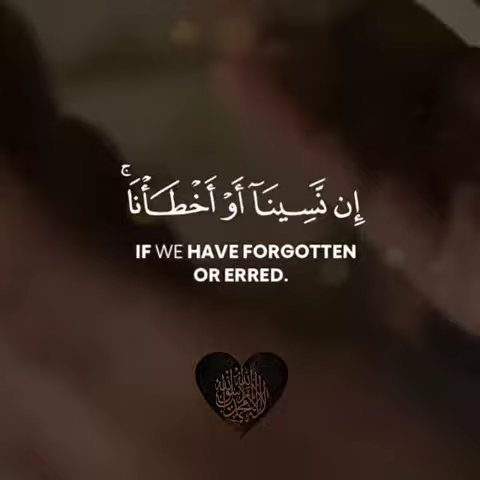 إِن نَّسِينَآ أَوْ أَخْطَأْنَا ۚ
IF WE HAVE FORGOTTEN
OR ERRED.